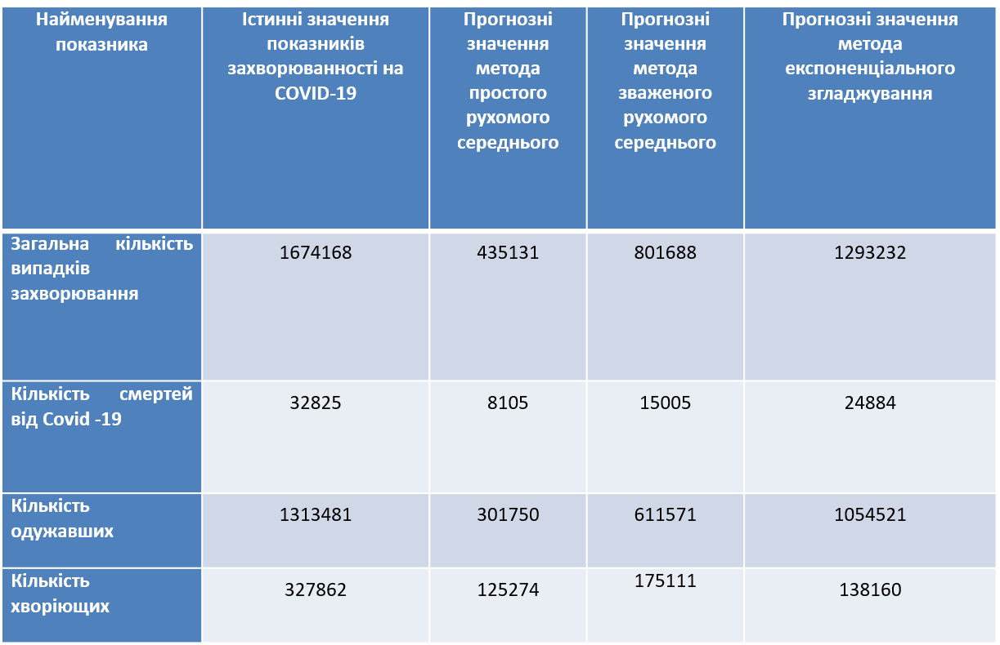 Найменування
показника
Істинні значення
показників
захворюванності на
COVID-19
Прогнозні
значення
метода
простого
рухомого
середнього
Прогнозні
значення
метода
зваженого
рухомого
середнього
Прогнозні значення
метода
експоненціального
згладжування
Загальна кількість
випадків
захворювання
1674168
435131
801688
1293232
Кількість смертей
від Covid -19
32825
8105
15005
24884
Кількість
одужавших
1313481
301750
611571
1054521
Кількість
хворіющих
327862
125274
175111
138160